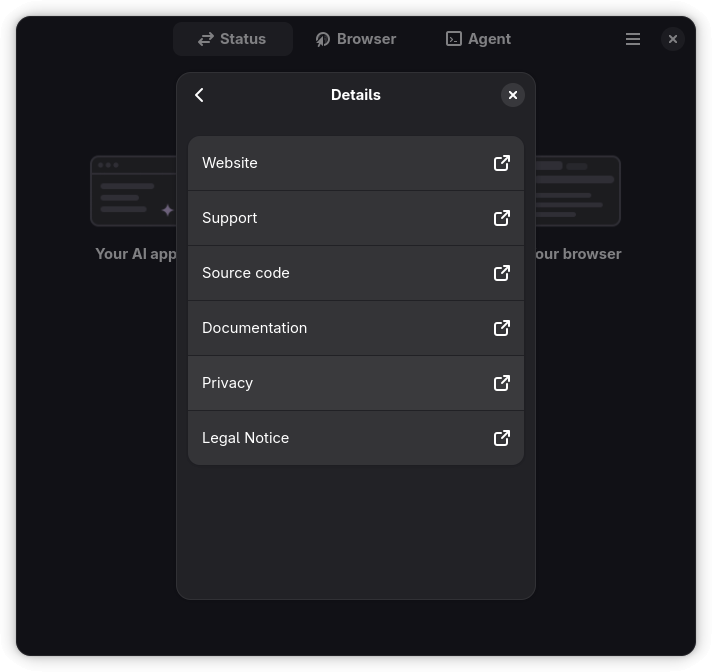 Status
Browser
Agent
Details
Website
Support
Source code
Documentation
Privacy
Legal Notice
Your AI app
our browser